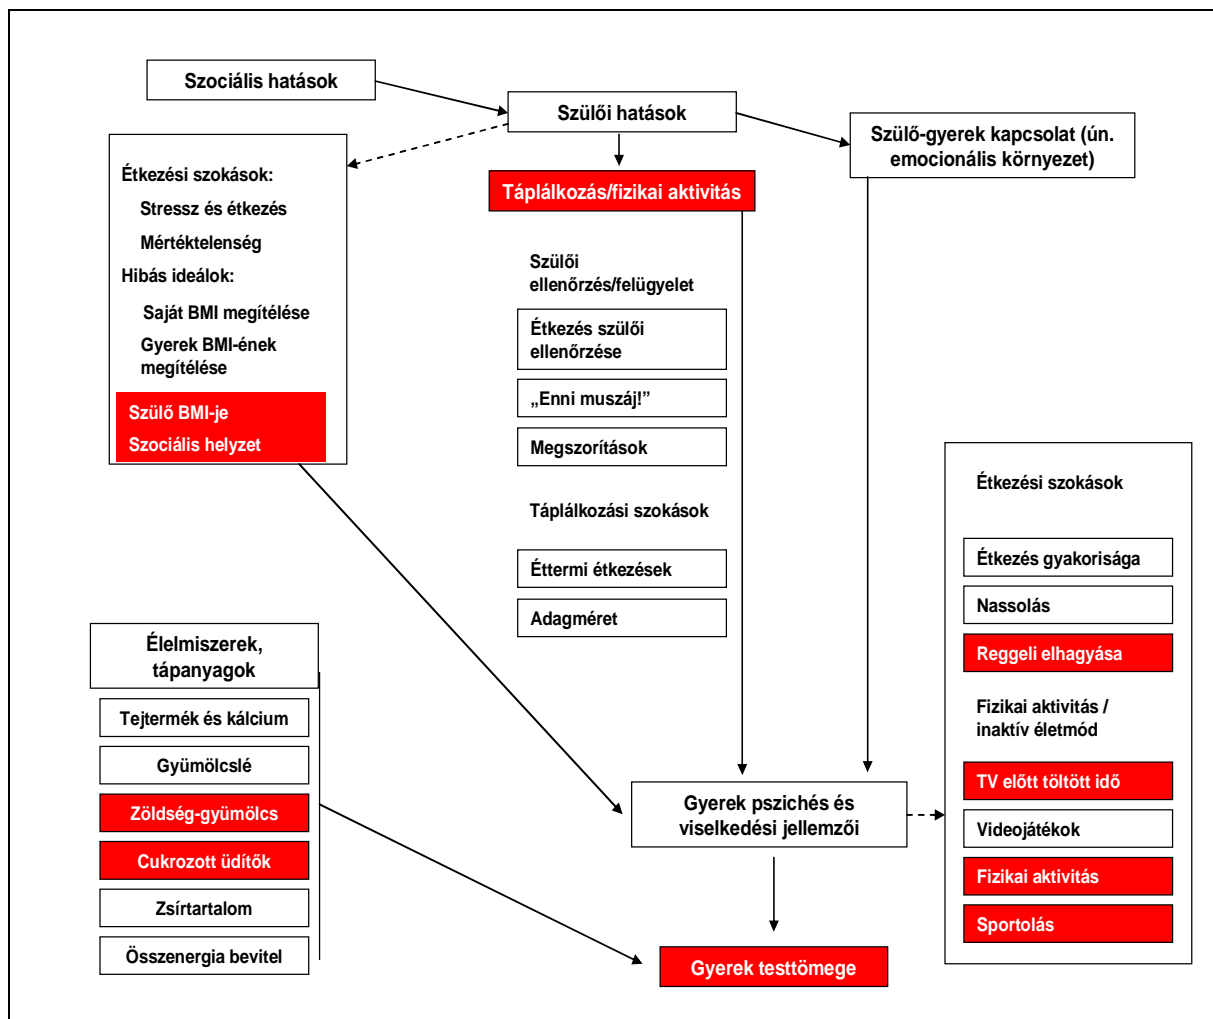 Szociális hatások
Szülői hatások
Szülő-gyerek kapcsolat (ún.
emocionális környezet)
Étkezési szokások:
Stressz és étkezés
Mértéktelenség
Hibás ideálok:
Saját BMI megítélése
Gyerek BMI-ének
megítélése
Szülő BMI-je
Szociális helyzet
Táplálkozás/fizikai aktivitás
Szülői
ellenőrzés/felügyelet
Étkezés szülői
ellenőrzése
„Enni muszáj!”
Megszorítások
Táplálkozási szokások
Éttermi étkezések
Adagméret
Élelmiszerek,
tápanyagok
Tejtermék és kálcium
Gyümölcslé
Zöldség-gyümölcs
Cukrozott üdítők
Zsírtartalom
Összenergia bevitel
Gyerek pszichés és
viselkedési jellemzői
Gyerek testtömege
Étkezési szokások
Étkezés gyakorisága
Nassolás
Reggeli elhagyása
Fizikai aktivitás /
inaktív életmód
TV előtt töltött idő
Videojátékok
Fizikai aktivitás
Sportolás